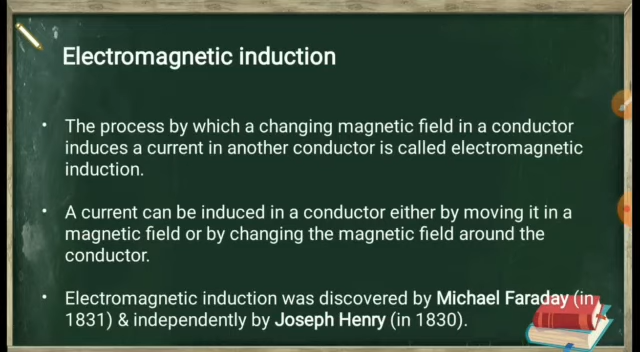 Electromagnetic induction
• The process by which a changing magnetic field in a conductor
induces a current in another conductor is called electromagnetic
induction.
• A current can be induced in a conductor either by moving it in a
magnetic field or by changing the magnetic field around the
conductor.
• Electromagnetic induction was discovered by Michael Faraday (in
1831) & independently by Joseph Henry (in 1830).